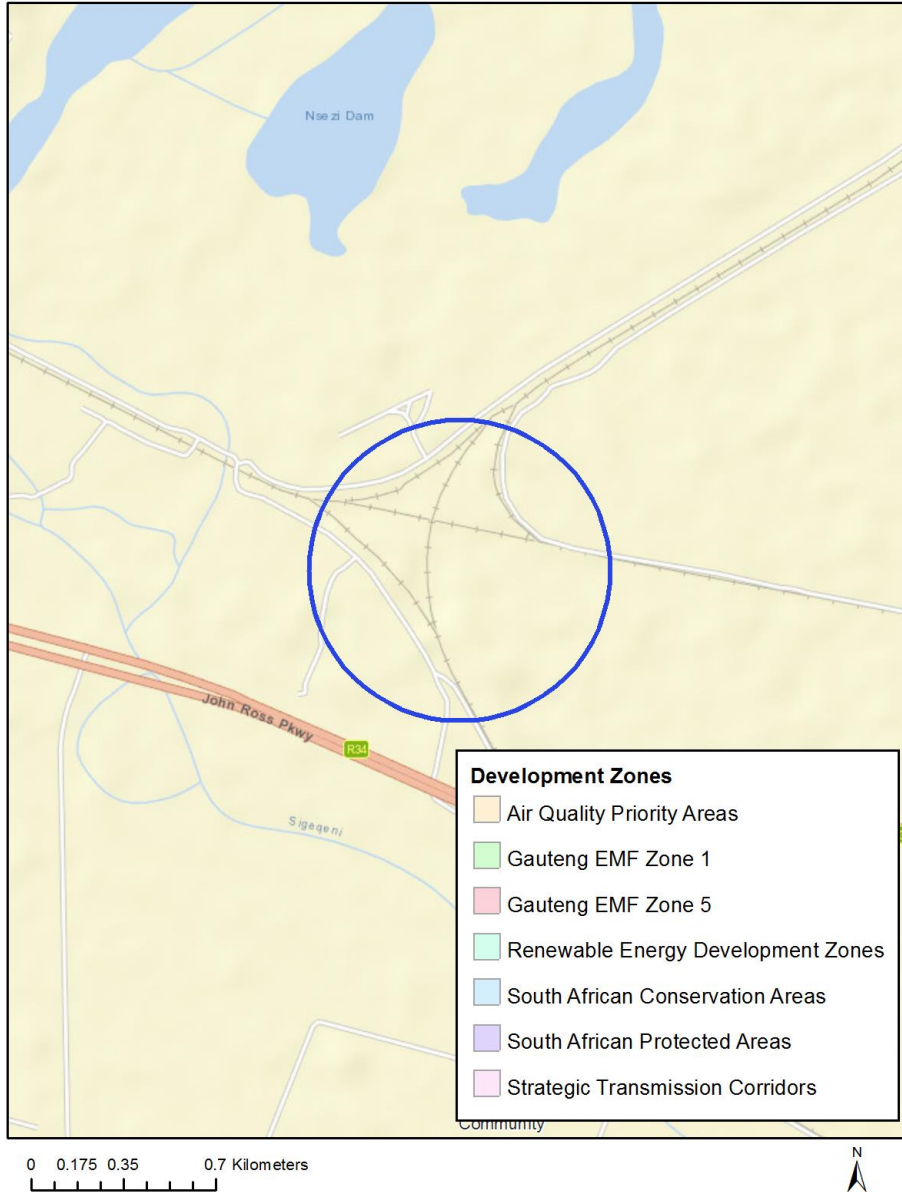 Nsezi Dam
John Ross Pkwy
R34
Sigeqeni
Development Zones
Air Quality Priority Areas
Gauteng EMF Zone 1
Gauteng EMF Zone 5
Renewable Energy Development Zones
South African Conservation Areas
South African Protected Areas
Strategic Transmission Corridors
Community
0 0.175 0.35 0.7 Kilometers
N